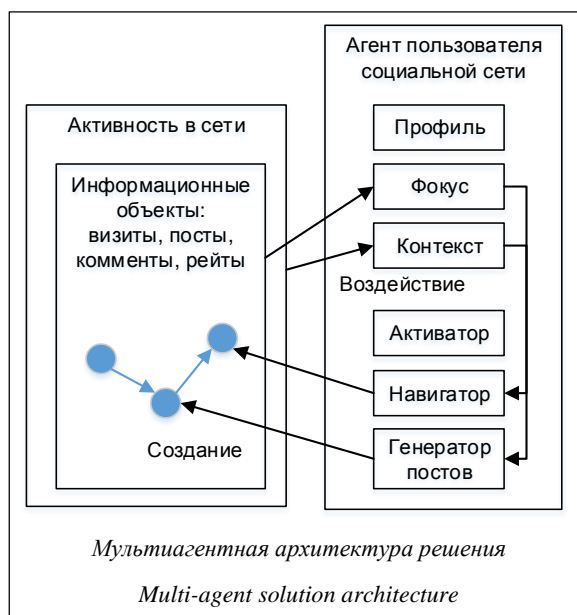 Активность в сети
Информационные
объекты:
визиты, посты,
комменты, рейты
Создание
Агент пользователя
социальной сети
Профиль
Фокус
Контекст
Воздействие
Активатор
Навигатор
Генератор
постов
Мультиагентная архитектура решения
Multi-agent solution architecture